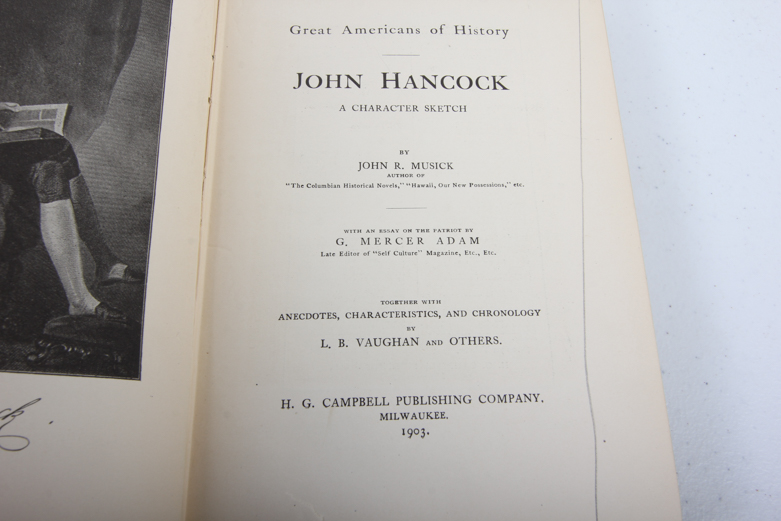 Great Americans of History
JOHN HANCOCK
A CHARACTER SKETCH
BY
JOHN R. MUSICK
AUTHOR OF
"The Columbian Historical Novels," "Hawaii, Our New Possessions," etc.
WITH AN ESSAY ON THE PATRIOT BY
G. MERCER ADAM
Late Editor of "Self Culture" Magazine, Etc., Etc.
TOGETHER WITH
ANECDOTES, CHARACTERISTICS, AND CHRONOLOGY
BY
L. B. VAUGHAN AND OTHERS.
H. G. CAMPBELL PUBLISHING COMPANY.
MILWAUKEE.
1903.